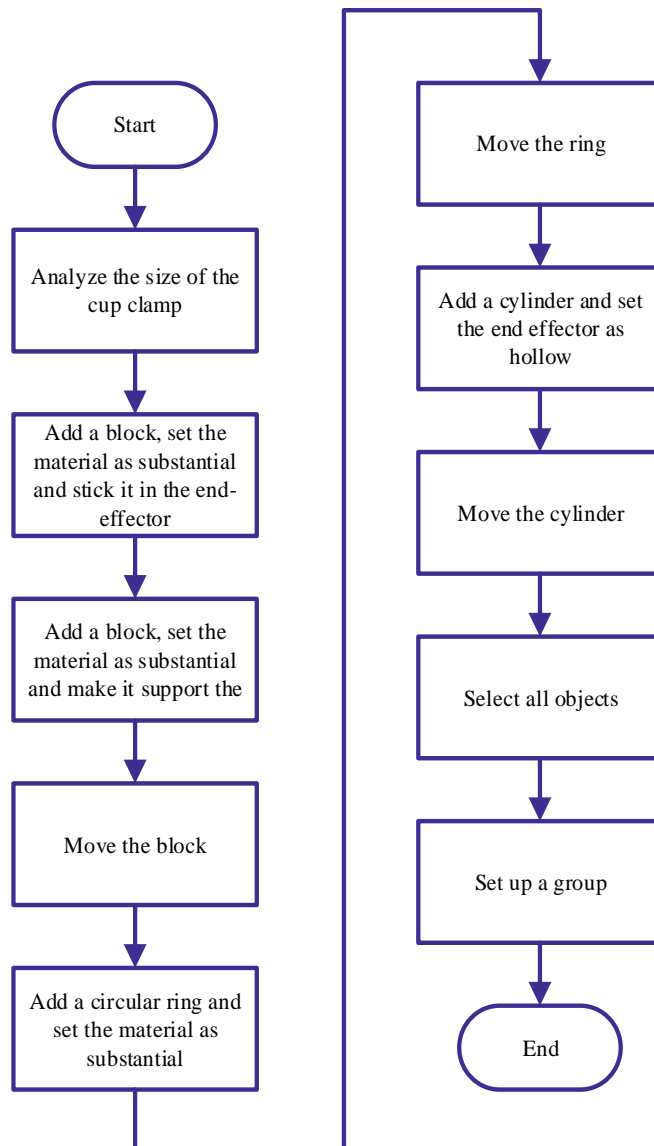 Start
Analyze the size of the
cup clamp
Add a block, set the
material as substantial
and stick it in the end-
effector
Add a block, set the
material as substantial
and make it support the
Move the block
Add a circular ring and
set the material as
substantial
Move the ring
Add a cylinder and set
the end effector as
hollow
Move the cylinder
Select all objects
Set up a group
End